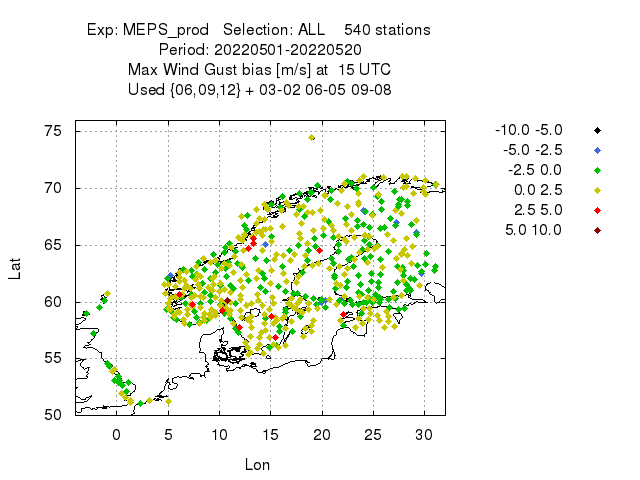 Exp: MEPS_prod Selection: ALL 540 stations
Period: 20220501-20220520
Max Wind Gust bias [m/s] at 15 UTC
Used {06,09,12} + 03-02 06-05 09-08
-10.0 -5.0
-5.0 -2.5
-2.5 0.0
0.0 2.5
2.5 5.0
5.0 10.0
75
70
65
60
55
50
Lat
0 5 10 15 20 25 30
Lon